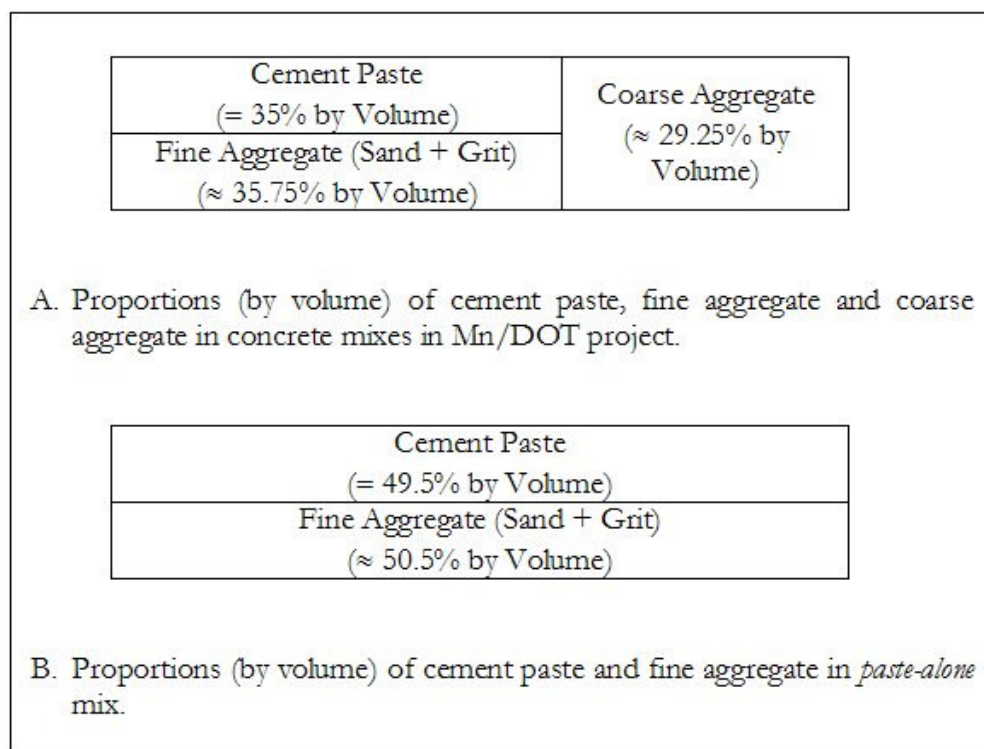 Cement Paste
(= 35% by Volume)
Fine Aggregate (Sand + Grit)
(≈ 35.75% by Volume)
Coarse Aggregate
(≈ 29.25% by
Volume)
A. Proportions (by volume) of cement paste, fine aggregate and coarse
aggregate in concrete mixes in Mn/DOT project.
Cement Paste
(= 49.5% by Volume)
Fine Aggregate (Sand + Grit)
(≈ 50.5% by Volume)
B. Proportions (by volume) of cement paste and fine aggregate in paste-alone
mix.